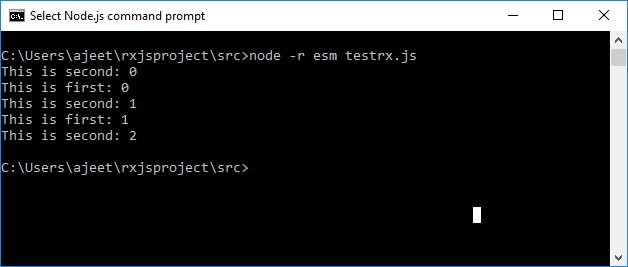 Select Node.js command prompt
C:\Users\ajeet\rxjsproject\src>node -r esm testrx.js
This is second: 0
This is first: 0
This is second: 1
This is first: 1
This is second: 2
C:\Users\ajeet\rxjsproject\src>